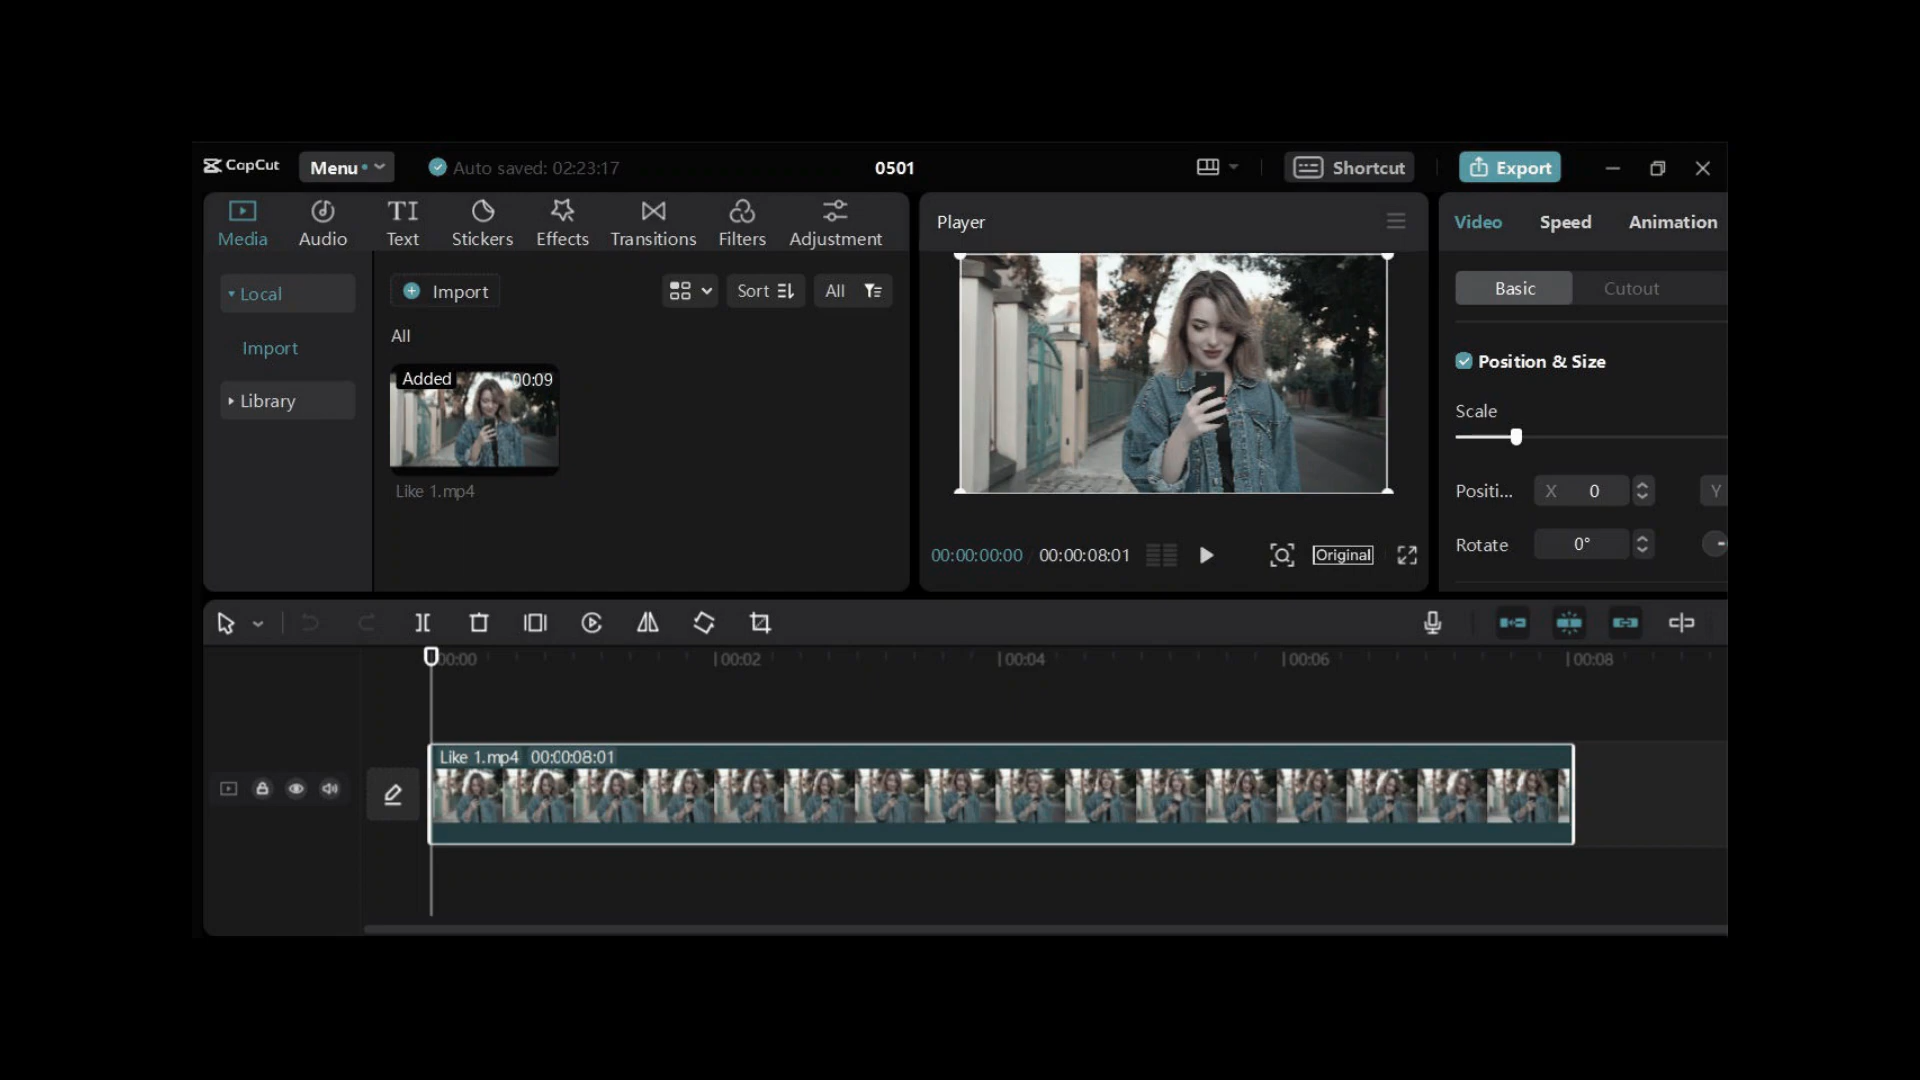 CapCut Menu Auto saved: 02:23:17 0501 Shortcut Export
Media Audio Text Stickers Effects Transitions Filters Adjustment
Local
Import
Library
Import Sort All
All
Added 00:09
Like 1.mp4
Player
00:00:00:00 00:00:08:01 Original
Video Speed Animation
Basic Cutout
Position & Size
Scale
Positi... X 0 Y
Rotate 0°
00:00 00:02 00:04 00:06 00:08
Like 1.mp4 00:00:08:01